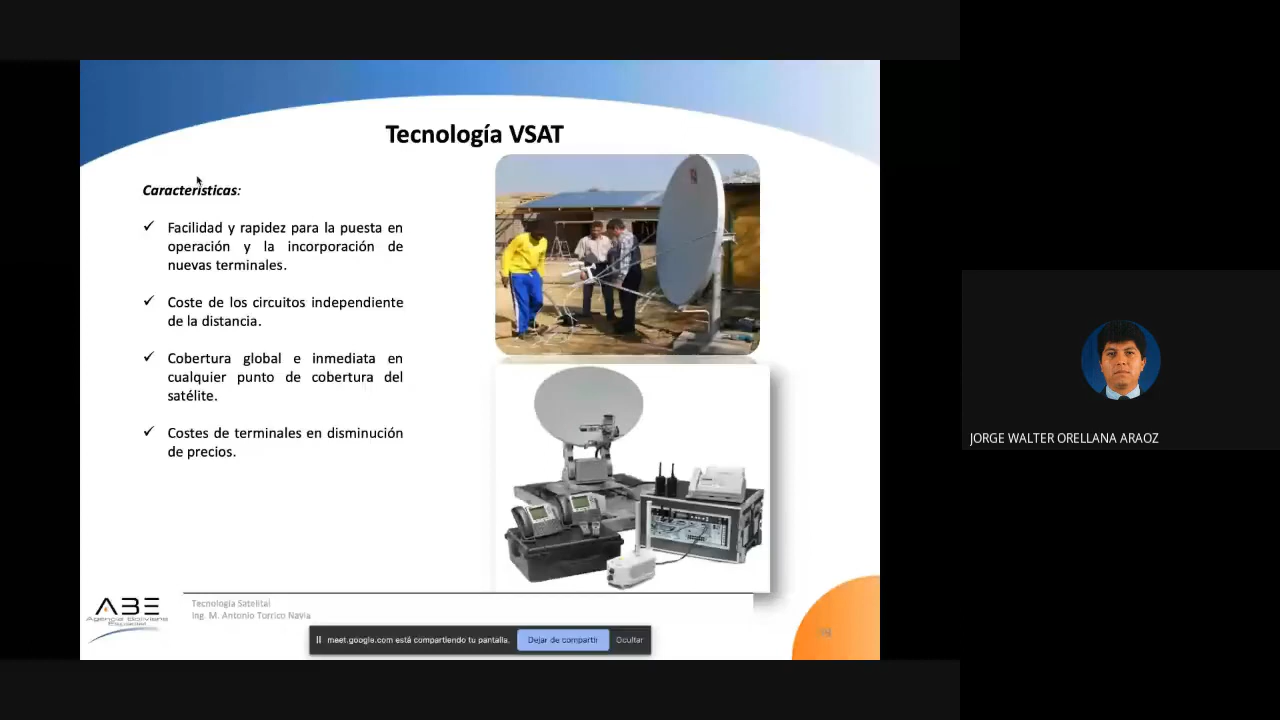 Tecnología VSAT
Características:
✓ Facilidad y rapidez para la puesta en
operación y la incorporación de
nuevas terminales.
✓ Coste de los circuitos independiente
de la distancia.
✓ Cobertura global e inmediata en
cualquier punto de cobertura del
satélite.
✓ Costes de terminales en disminución
de precios.
ABE
Agencia Boliviana
Espacial
Tecnología Satelital
Ing. M. Antonio Torrico Navia
meet.google.com está compartiendo tu pantalla.
Dejar de compartir
Ocultar
JORGE WALTER ORELLANA ARAOZ